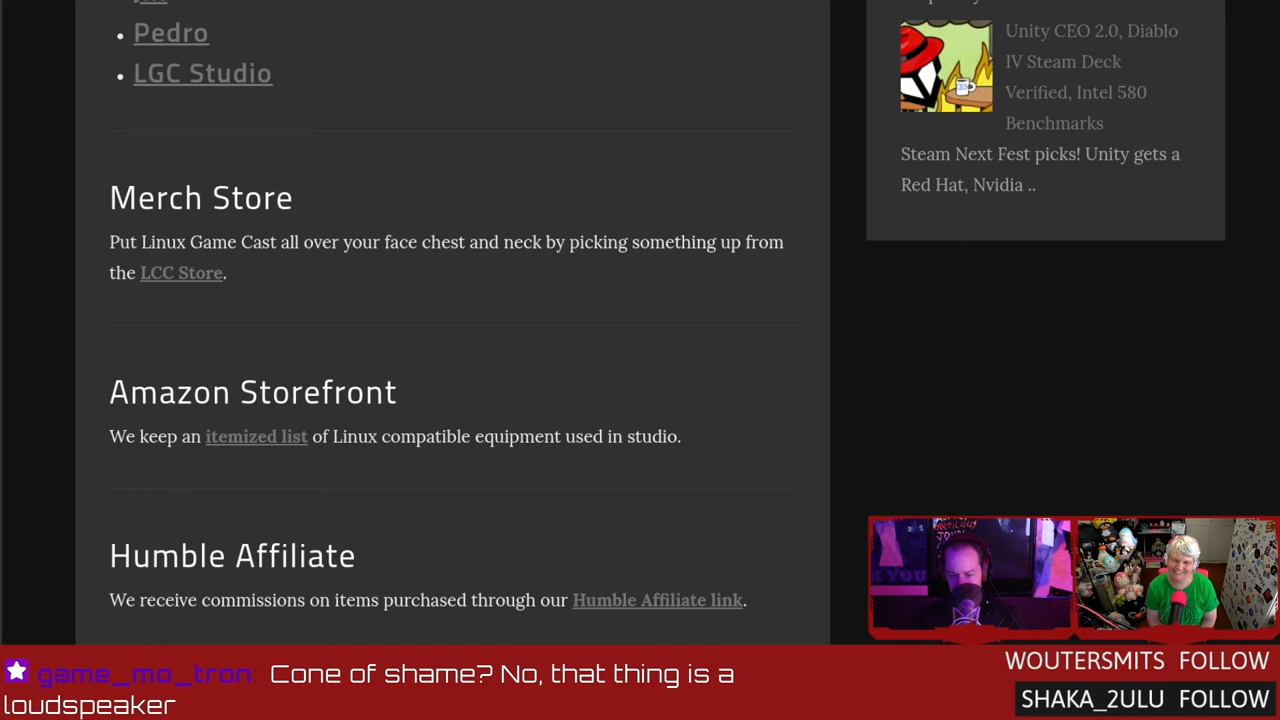 Pedro
LGC Studio
Merch Store
Put Linux Game Cast all over your face chest and neck by picking something up from
the LCC Store.
Amazon Storefront
We keep an itemized list of Linux compatible equipment used in studio.
Humble Affiliate
We receive commissions on items purchased through our Humble Affiliate link.
Unity CEO 2.0, Diablo
IV Steam Deck
Verified, Intel 580
Benchmarks
Steam Next Fest picks! Unity gets a
Red Hat, Nvidia ..
game_mo_tron: Cone of shame? No, that thing is a
loudspeaker
WOUTERSMITS FOLLOW
SHAKA_2ULU FOLLOW